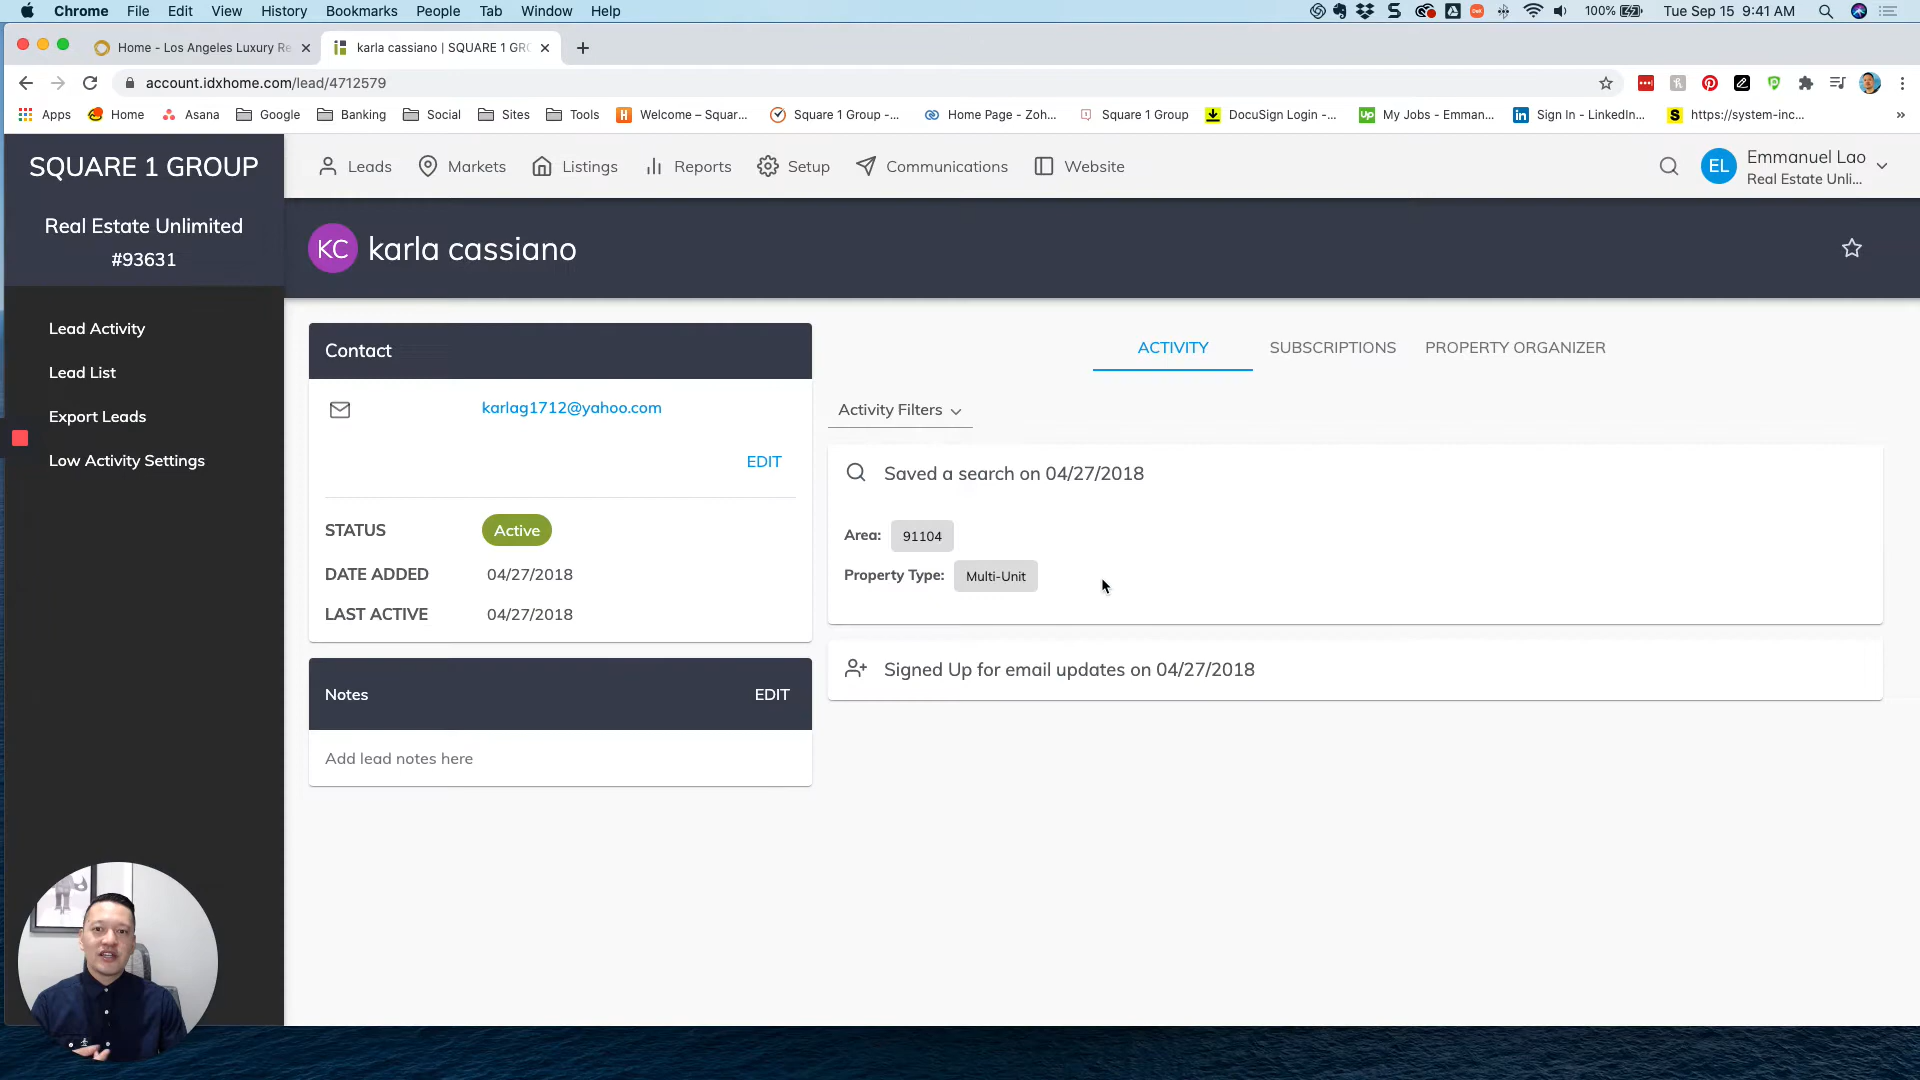 Chrome File Edit View History Bookmarks People Tab Window Help 100% Tue Sep 15 9:41 AM
Home - Los Angeles Luxury Re karla cassiano | SQUARE 1 GR
account.idxhome.com/lead/4712579
Apps Home Asana Google Banking Social Sites Tools Welcome – Squar... Square 1 Group -... Home Page - Zoh... Square 1 Group DocuSign Login -... My Jobs - Emman... Sign In - LinkedIn... https://system-inc... »
SQUARE 1 GROUP Leads Markets Listings Reports Setup Communications Website EL Emmanuel Lao
Real Estate Unli...
Real Estate Unlimited
#93631
KC karla cassiano
Lead Activity
Lead List
Export Leads
Low Activity Settings
Contact
karlag1712@yahoo.com
EDIT
STATUS Active
DATE ADDED 04/27/2018
LAST ACTIVE 04/27/2018
Notes EDIT
Add lead notes here
ACTIVITY SUBSCRIPTIONS PROPERTY ORGANIZER
Activity Filters
Saved a search on 04/27/2018
Area: 91104
Property Type: Multi-Unit
Signed Up for email updates on 04/27/2018